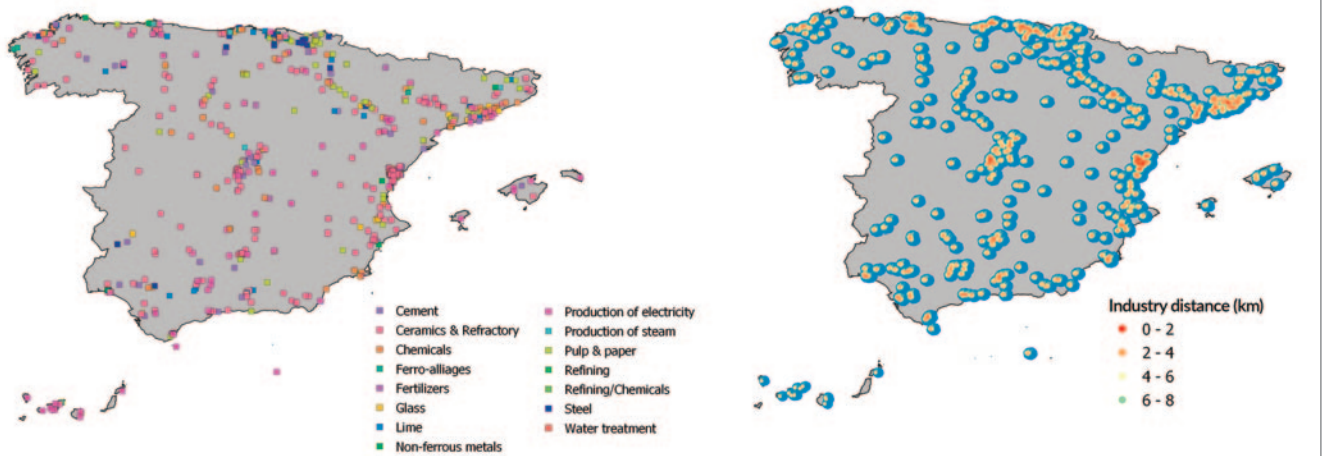 Cement
Ceramics & Refractory
Chemicals
Ferro-alliages
Fertilizers
Glass
Lime
Non-ferrous metals
Production of electricity
Production of steam
Pulp & paper
Refining
Refining/Chemicals
Steel
Water treatment
Industry distance (km)
0 - 2
2 - 4
4 - 6
6 - 8